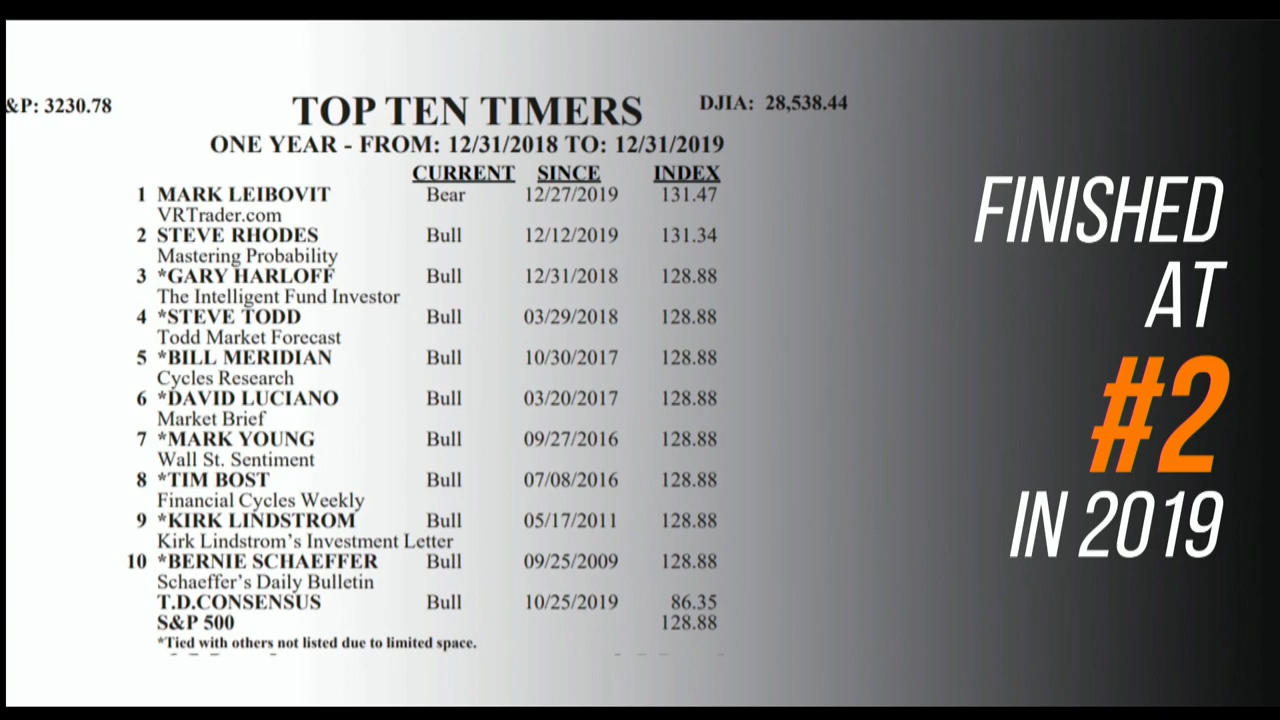 &P: 3230.78
TOP TEN TIMERS
DJIA: 28,538.44
ONE YEAR - FROM: 12/31/2018 TO: 12/31/2019
CURRENT SINCE INDEX
1 MARK LEIBOVIT Bear 12/27/2019 131.47
VRTrader.com
2 STEVE RHODES Bull 12/12/2019 131.34
Mastering Probability
3 *GARY HARLOFF Bull 12/31/2018 128.88
The Intelligent Fund Investor
4 *STEVE TODD Bull 03/29/2018 128.88
Todd Market Forecast
5 *BILL MERIDIAN Bull 10/30/2017 128.88
Cycles Research
6 *DAVID LUCIANO Bull 03/20/2017 128.88
Market Brief
7 *MARK YOUNG Bull 09/27/2016 128.88
Wall St. Sentiment
8 *TIM BOST Bull 07/08/2016 128.88
Financial Cycles Weekly
9 *KIRK LINDSTROM Bull 05/17/2011 128.88
Kirk Lindstrom's Investment Letter
10 *BERNIE SCHAEFFER Bull 09/25/2009 128.88
Schaeffer's Daily Bulletin
T.D.CONSENSUS Bull 10/25/2019 86.35
S&P 500 128.88
*Tied with others not listed due to limited space.
FINISHED
AT
#2
IN 2019